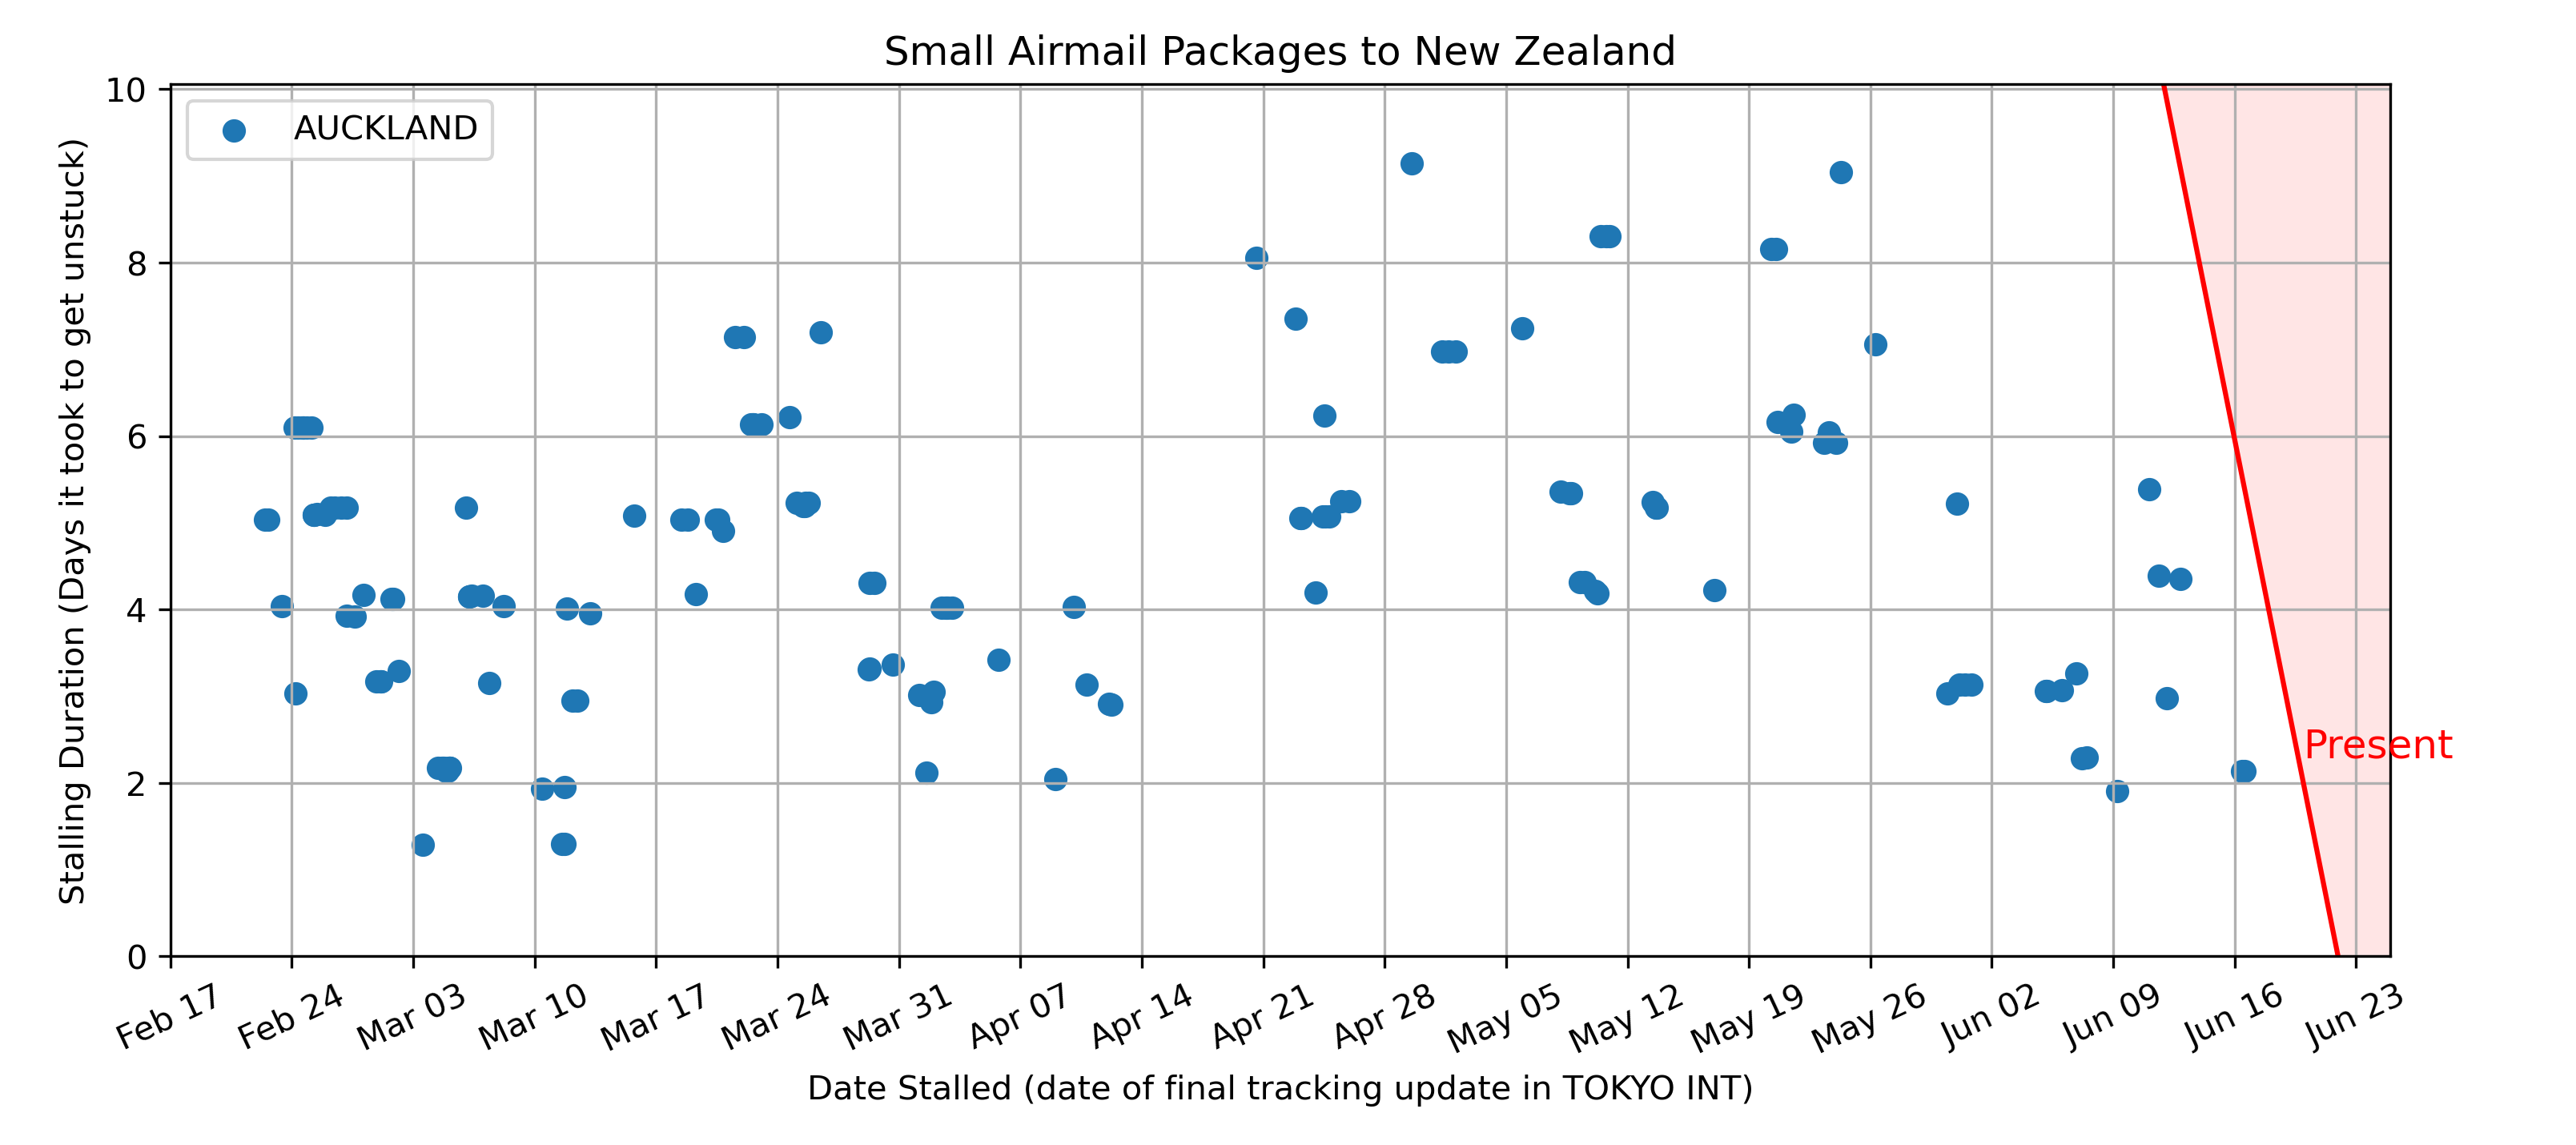 Small Airmail Packages to New Zealand
AUCKLAND
10
8
6
4
2
0
Stalling Duration (Days it took to get unstuck)
Present
Feb 17
Feb 24
Mar 03
Mar 10
Mar 17
Mar 24
Mar 31
Apr 07
Apr 14
Apr 21
Apr 28
May 05
May 12
May 19
May 26
Jun 02
Jun 09
Jun 16
Jun 23
Date Stalled (date of final tracking update in TOKYO INT)